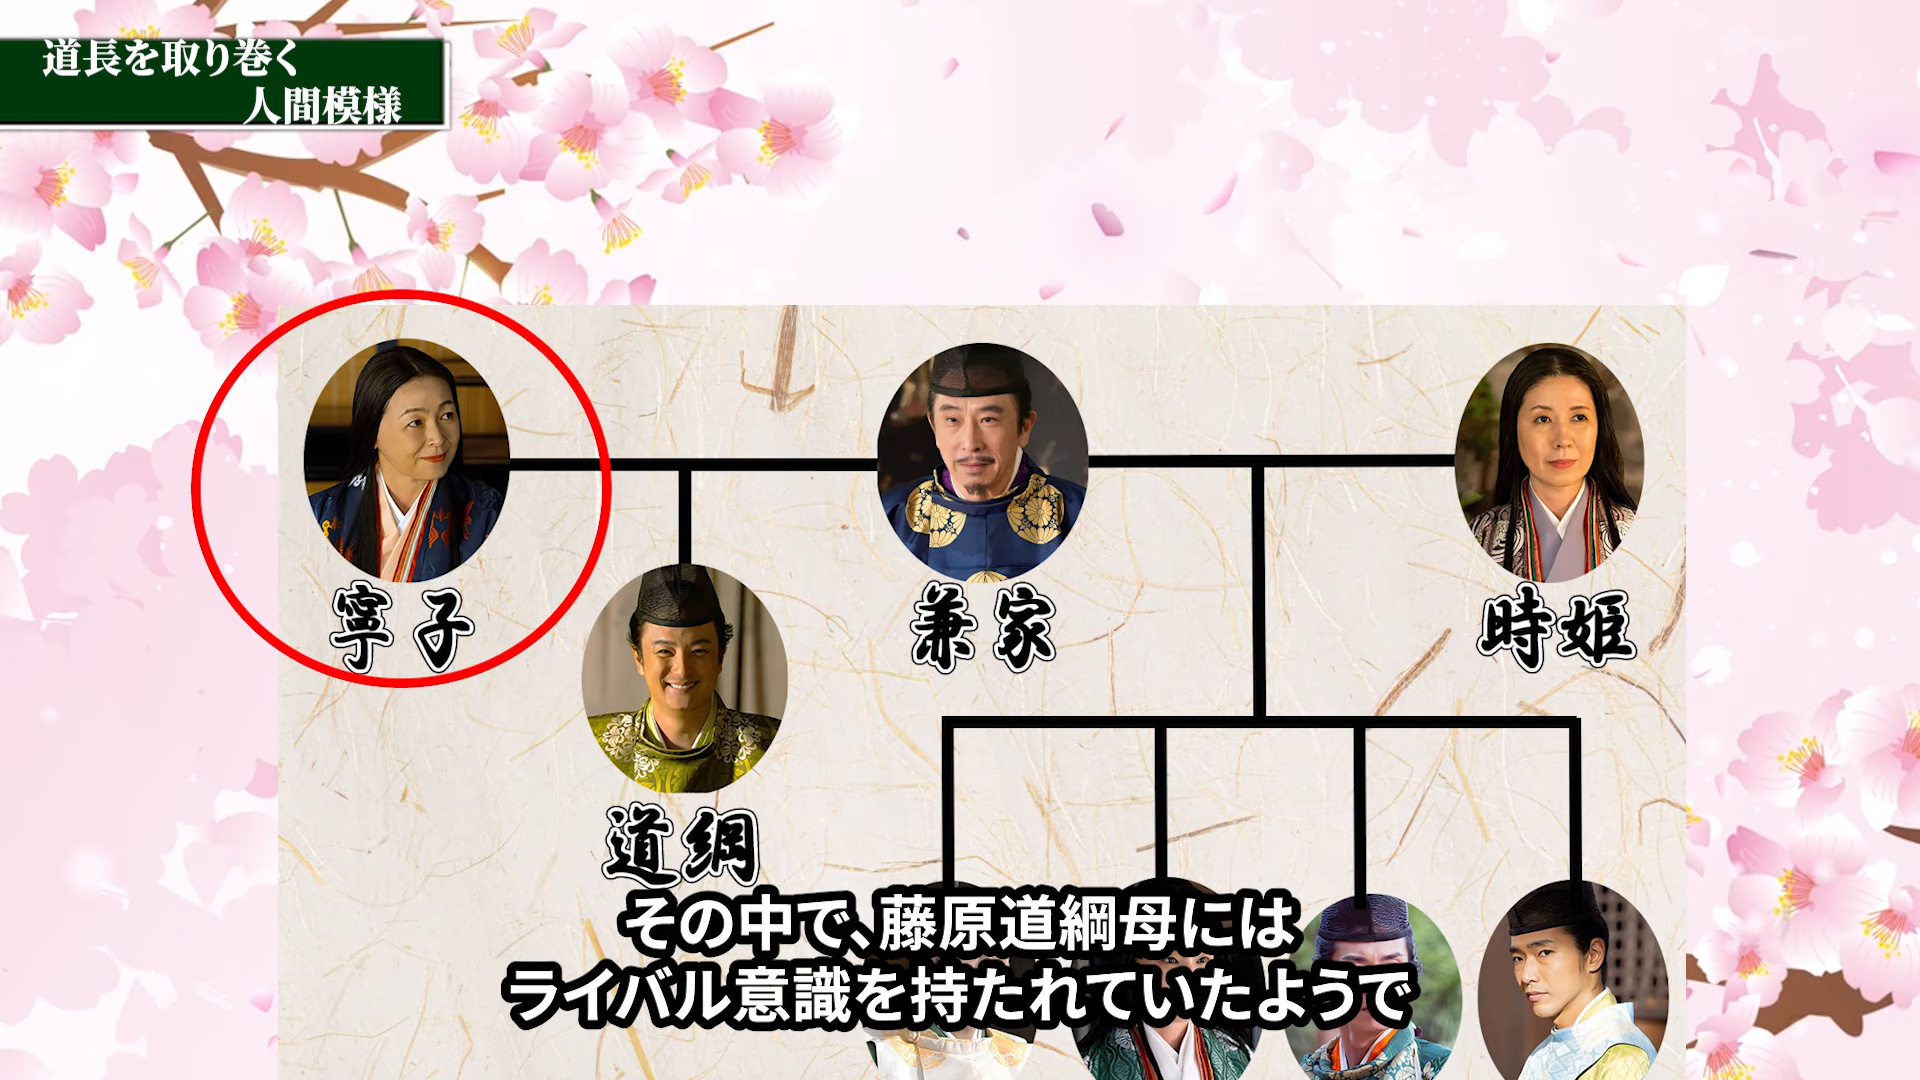 道長を取り巻く
人間模様
寧子
兼家
時姫
道綱
その中で、藤原道綱母には
ライバル意識を持たれていたようで